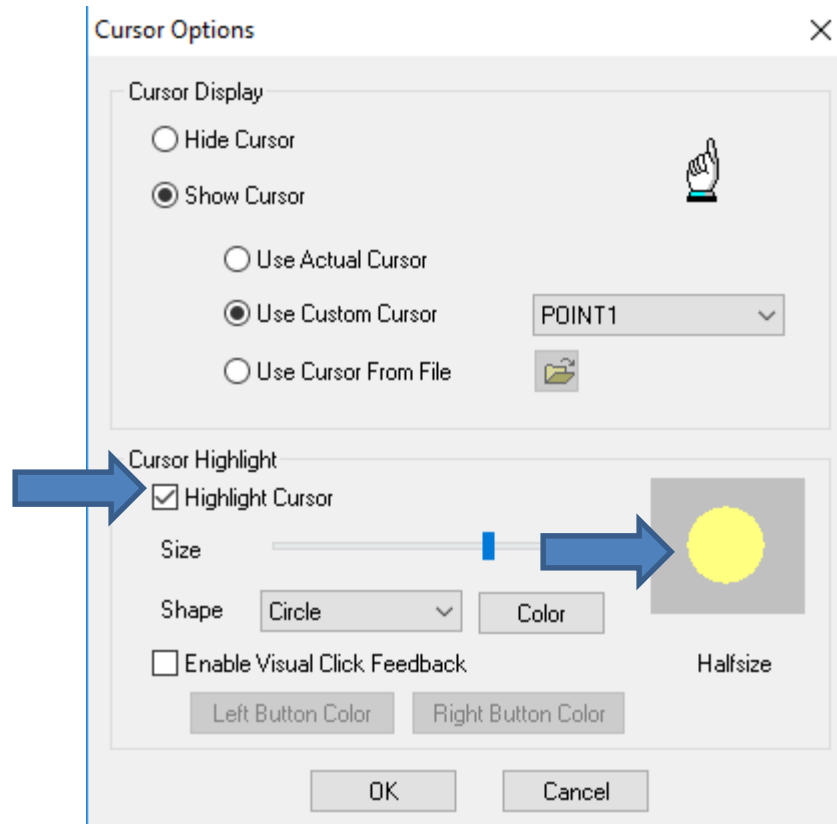 Cursor Options
Cursor Display
Hide Cursor
Show Cursor
Use Actual Cursor
Use Custom Cursor POINT1
Use Cursor From File
Cursor Highlight
Highlight Cursor
Size
Shape Circle Color
Enable Visual Click Feedback Halfsize
Left Button Color Right Button Color
OK Cancel